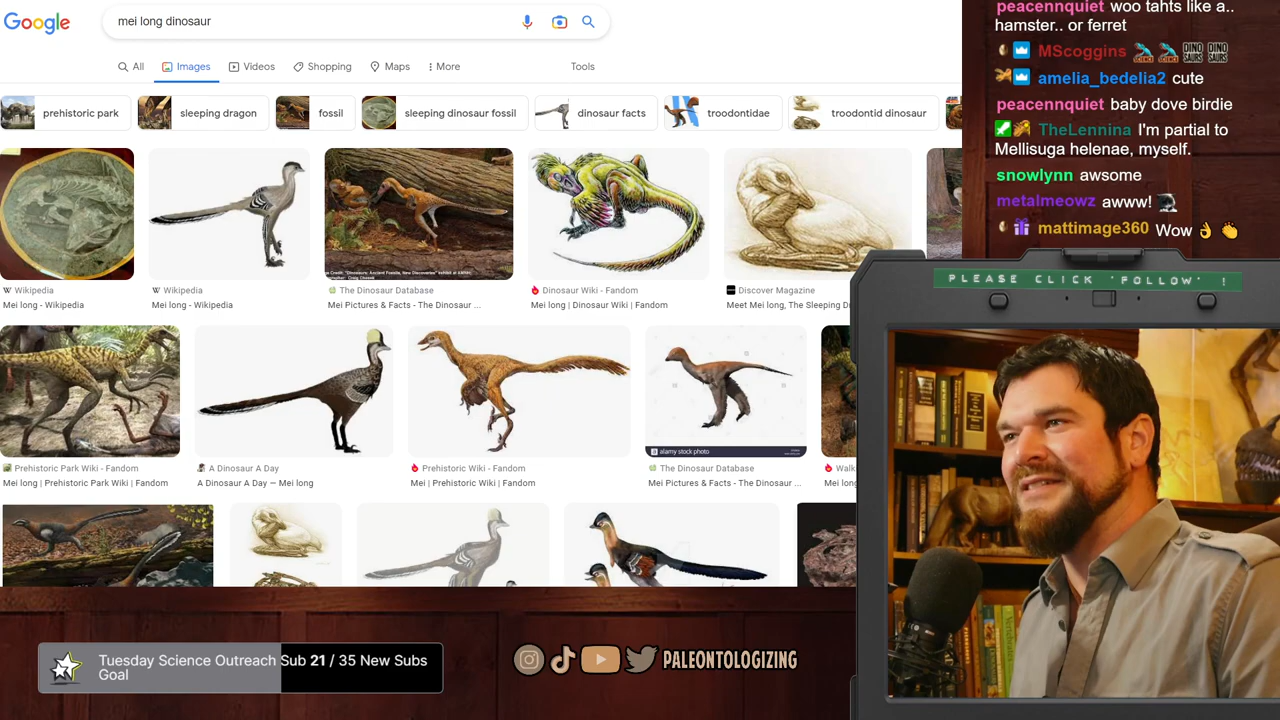 Google
mei long dinosaur
All
Images
Videos
Shopping
Maps
More
Tools
prehistoric park
sleeping dragon
fossil
sleeping dinosaur fossil
dinosaur facts
troodontidae
troodontid dinosaur
W Wikipedia
Mei long - Wikipedia
W Wikipedia
Mei long - Wikipedia
The Dinosaur Database
Mei Pictures & Facts - The Dinosaur ...
Dinosaur Wiki - Fandom
Mei long | Dinosaur Wiki | Fandom
Discover Magazine
Meet Mei long, The Sleeping D
Prehistoric Park Wiki - Fandom
Mei long | Prehistoric Park Wiki | Fandom
A Dinosaur A Day
A Dinosaur A Day — Mei long
Prehistoric Wiki - Fandom
Mei | Prehistoric Wiki | Fandom
a alamy stock photo
The Dinosaur Database
Mei Pictures & Facts - The Dinosaur ...
Walk
Mei long
peacennquiet woo tahts like a..
hamster.. or ferret
MScoggins DINO SAURS DINO SAURS
amelia_bedelia2 cute
peacennquiet baby dove birdie
TheLennina I'm partial to
Mellisuga helenae, myself.
snowlynn awsome
metalmeowz awww!
mattimage360 Wow 👌 👏
PLEASE CLICK "FOLLOW" !
Tuesday Science Outreach Sub 21 / 35 New Subs
Goal
PALEONTOLOGIZING